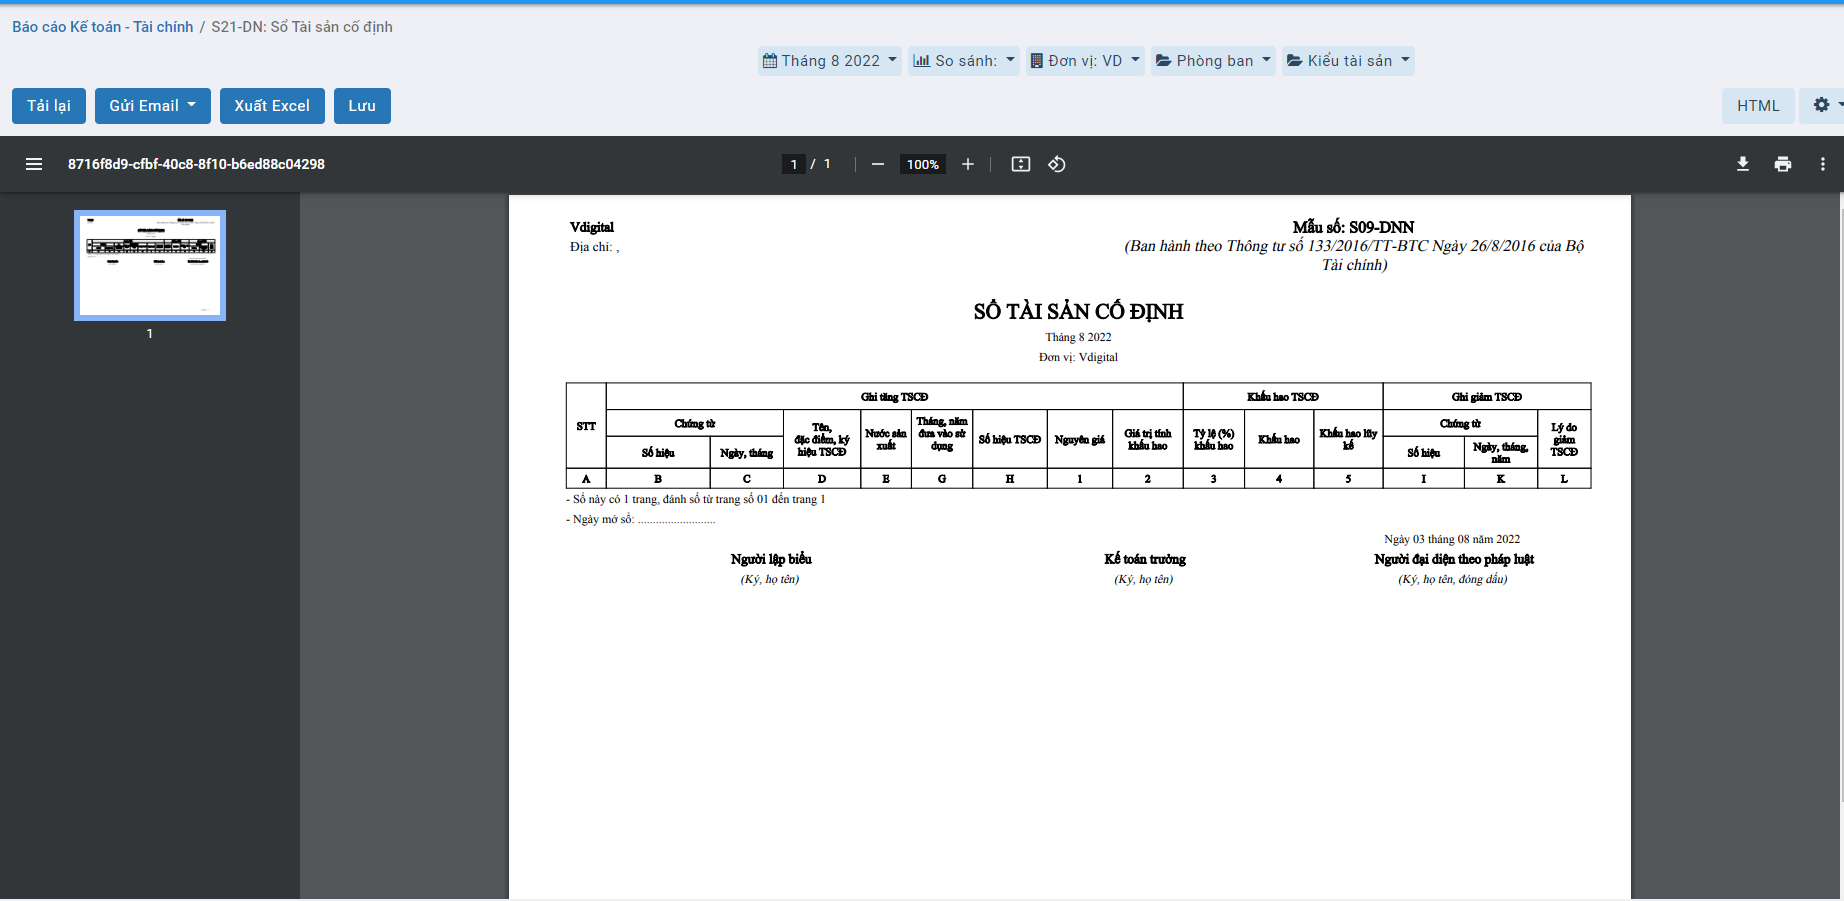 Báo cáo Kế toán - Tài chính / S21-DN: Sổ Tài sản cố định
Tháng 8 2022 So sánh: Đơn vị: VD Phòng ban Kiểu tài sản
Tải lại Gửi Email Xuất Excel Lưu HTML
8716f8d9-cfbf-40c8-8f10-b6ed88c04298 1 / 1 100%
1
Vdigital
Địa chỉ: ,
Mẫu số: S09-DNN
(Ban hành theo Thông tư số 133/2016/TT-BTC Ngày 26/8/2016 của Bộ
Tài chính)
SỔ TÀI SẢN CỐ ĐỊNH
Tháng 8 2022
Đơn vị: Vdigital
STT
Ghi tăng TSCĐ Khấu hao TSCĐ Ghi giảm TSCĐ
Chứng từ
Số hiệu
Ngày, tháng
Tên,
đặc điểm, ký
hiệu TSCĐ
Nước sản
xuất
Tháng, năm
đưa vào sử
dụng
Số hiệu TSCĐ
Nguyên giá
Giá trị tính
khấu hao
Tỷ lệ (%)
khấu hao
Khấu hao
Khấu hao lũy
kế
Chứng từ
Số hiệu
Ngày, tháng,
năm
Lý do
giảm
TSCĐ
A B C D E G H 1 2 3 4 5 I K L
- Sổ này có 1 trang, đánh số từ trang số 01 đến trang 1
- Ngày mở sổ: ..........................
Ngày 03 tháng 08 năm 2022
Người lập biểu Kế toán trưởng Người đại diện theo pháp luật
(Ký, họ tên) (Ký, họ tên) (Ký, họ tên, đóng dấu)